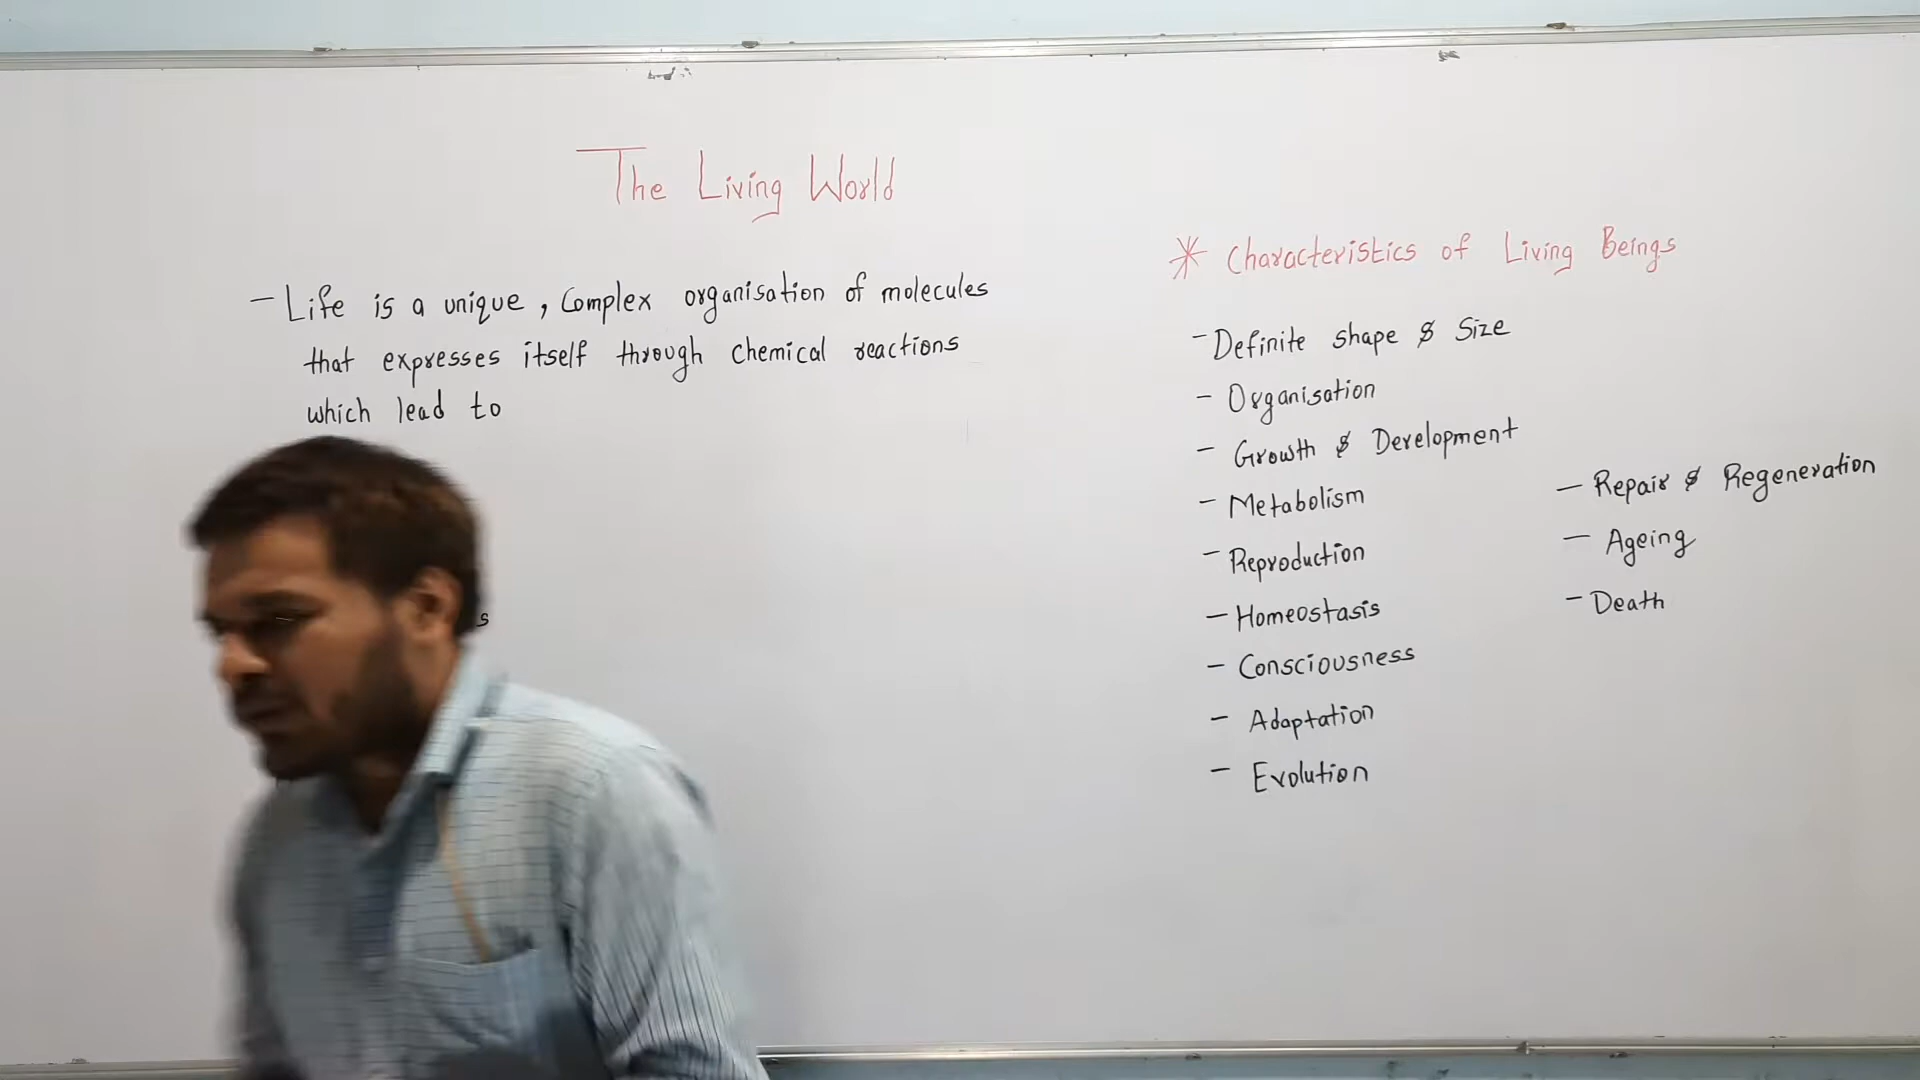 The Living World
- Life is a unique, Complex organisation of molecules
that expresses itself through chemical reactions
which lead to
* Characteristics of Living Beings
- Definite shape & Size
- Organisation
- Growth & Development
- Metabolism
- Reproduction
- Homeostasis
- Consciousness
- Adaptation
- Evolution
- Repair & Regeneration
- Ageing
- Death